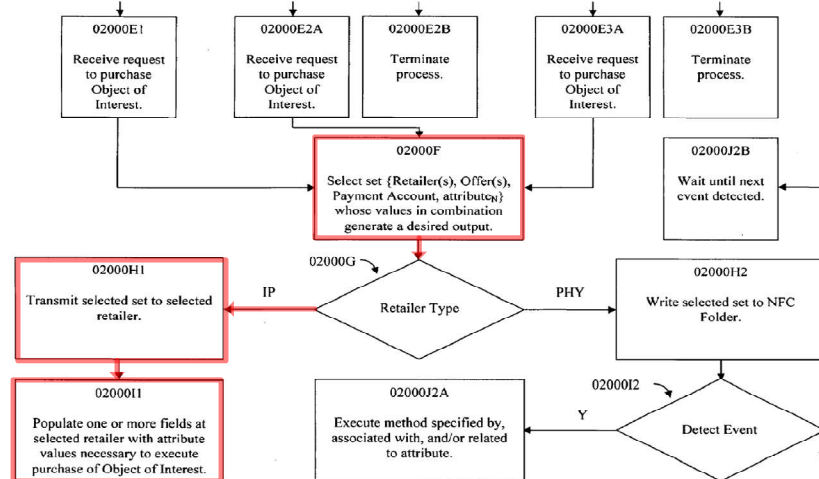 02000E1
Receive request
to purchase
Object of
Interest.
02000E2A
Receive request
to purchase
Object of
Interest.
02000E2B
Terminate
process.
02000E3A
Receive request
to purchase
Object of
Interest.
02000E3B
Terminate
process.
02000F
Select set {Retailer(s), Offer(s),
Payment Account, attributeN}
whose values in combination
generate a desired output.
02000J2B
Wait until next
event detected.
02000G
Retailer Type
IP
PHY
02000H1
Transmit selected set to selected
retailer.
02000H2
Write selected set to NFC
Folder.
02000I1
Populate one or more fields at
selected retailer with attribute
values necessary to execute
purchase of Object of Interest.
02000J2A
Execute method specified by,
associated with, and/or related
to attribute.
Y
02000I2
Detect Event